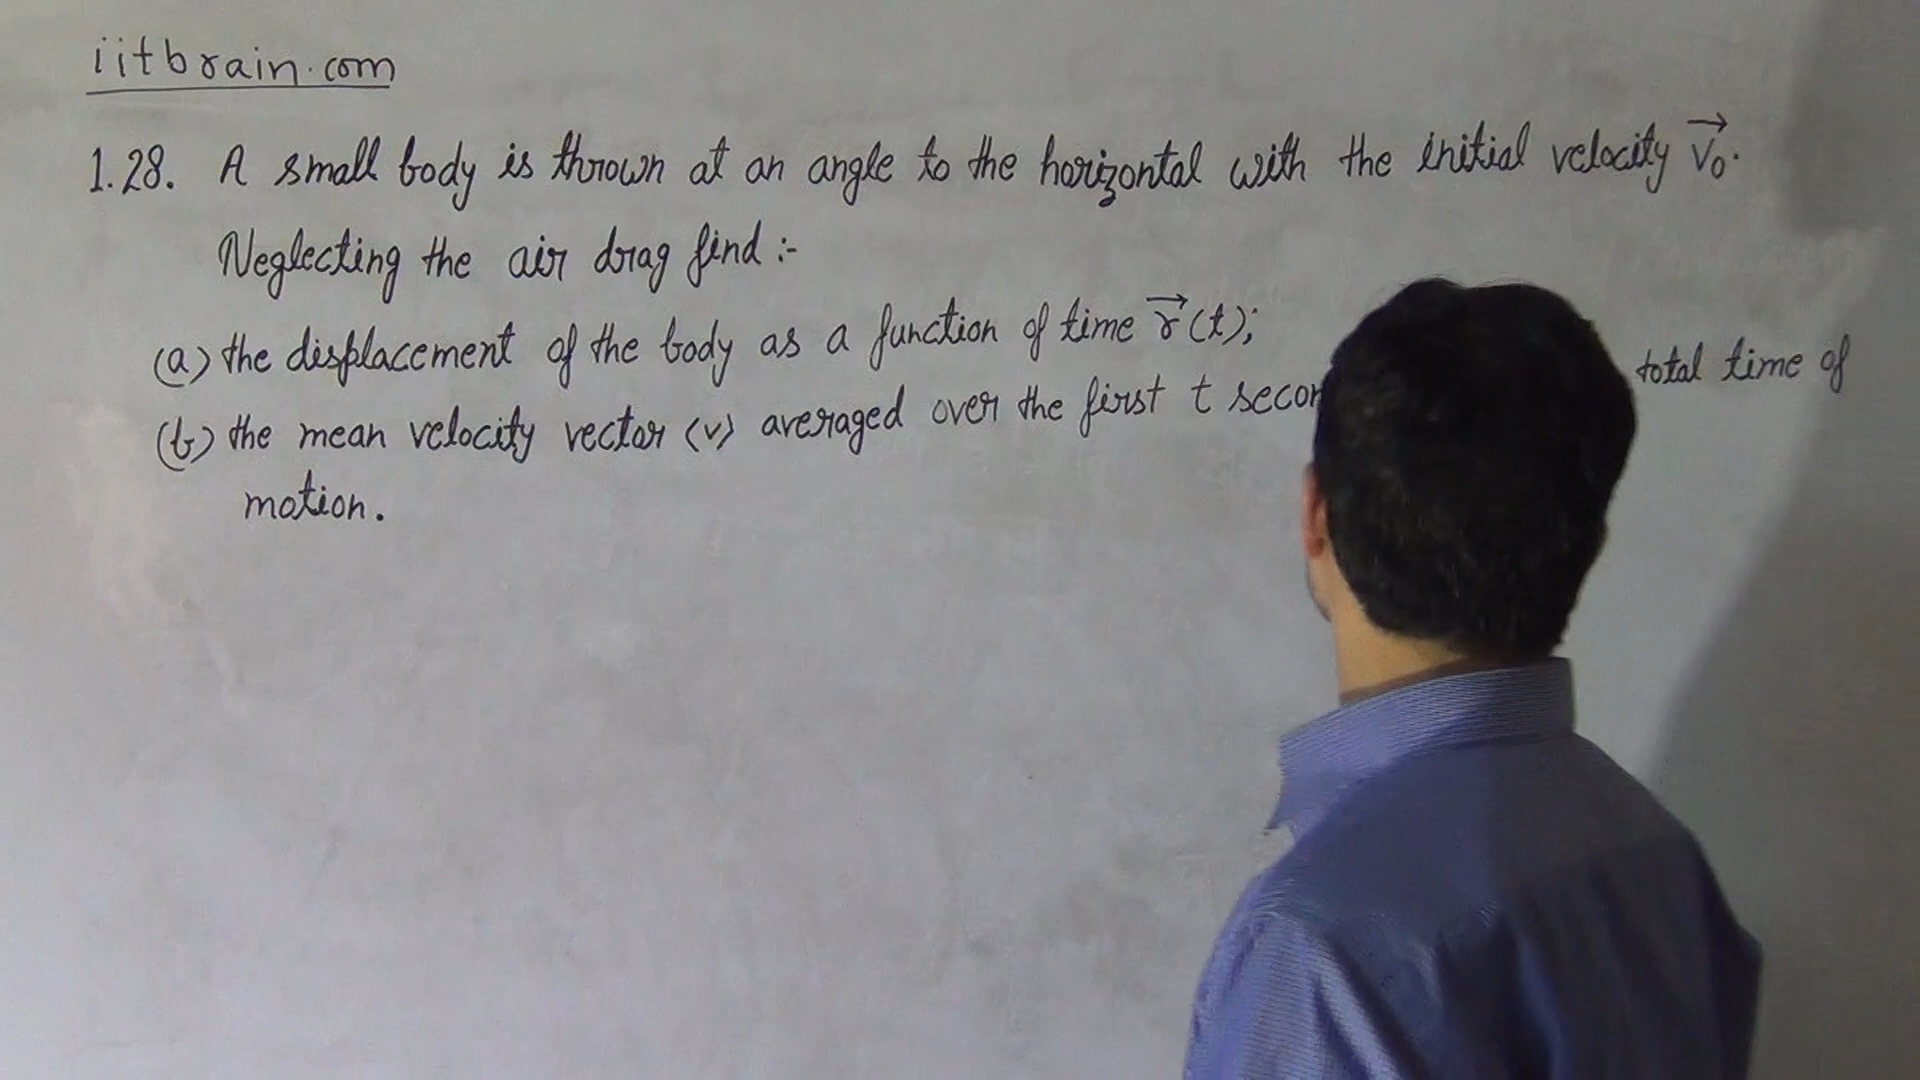 iitbrain.com
1.28. A small body is thrown at an angle to the horizontal with the initial velocity v₀→.
Neglecting the air drag find :-
(a) the displacement of the body as a function of time r→(t);
(b) the mean velocity vector ⟨v⟩ averaged over the first t total time of
motion.